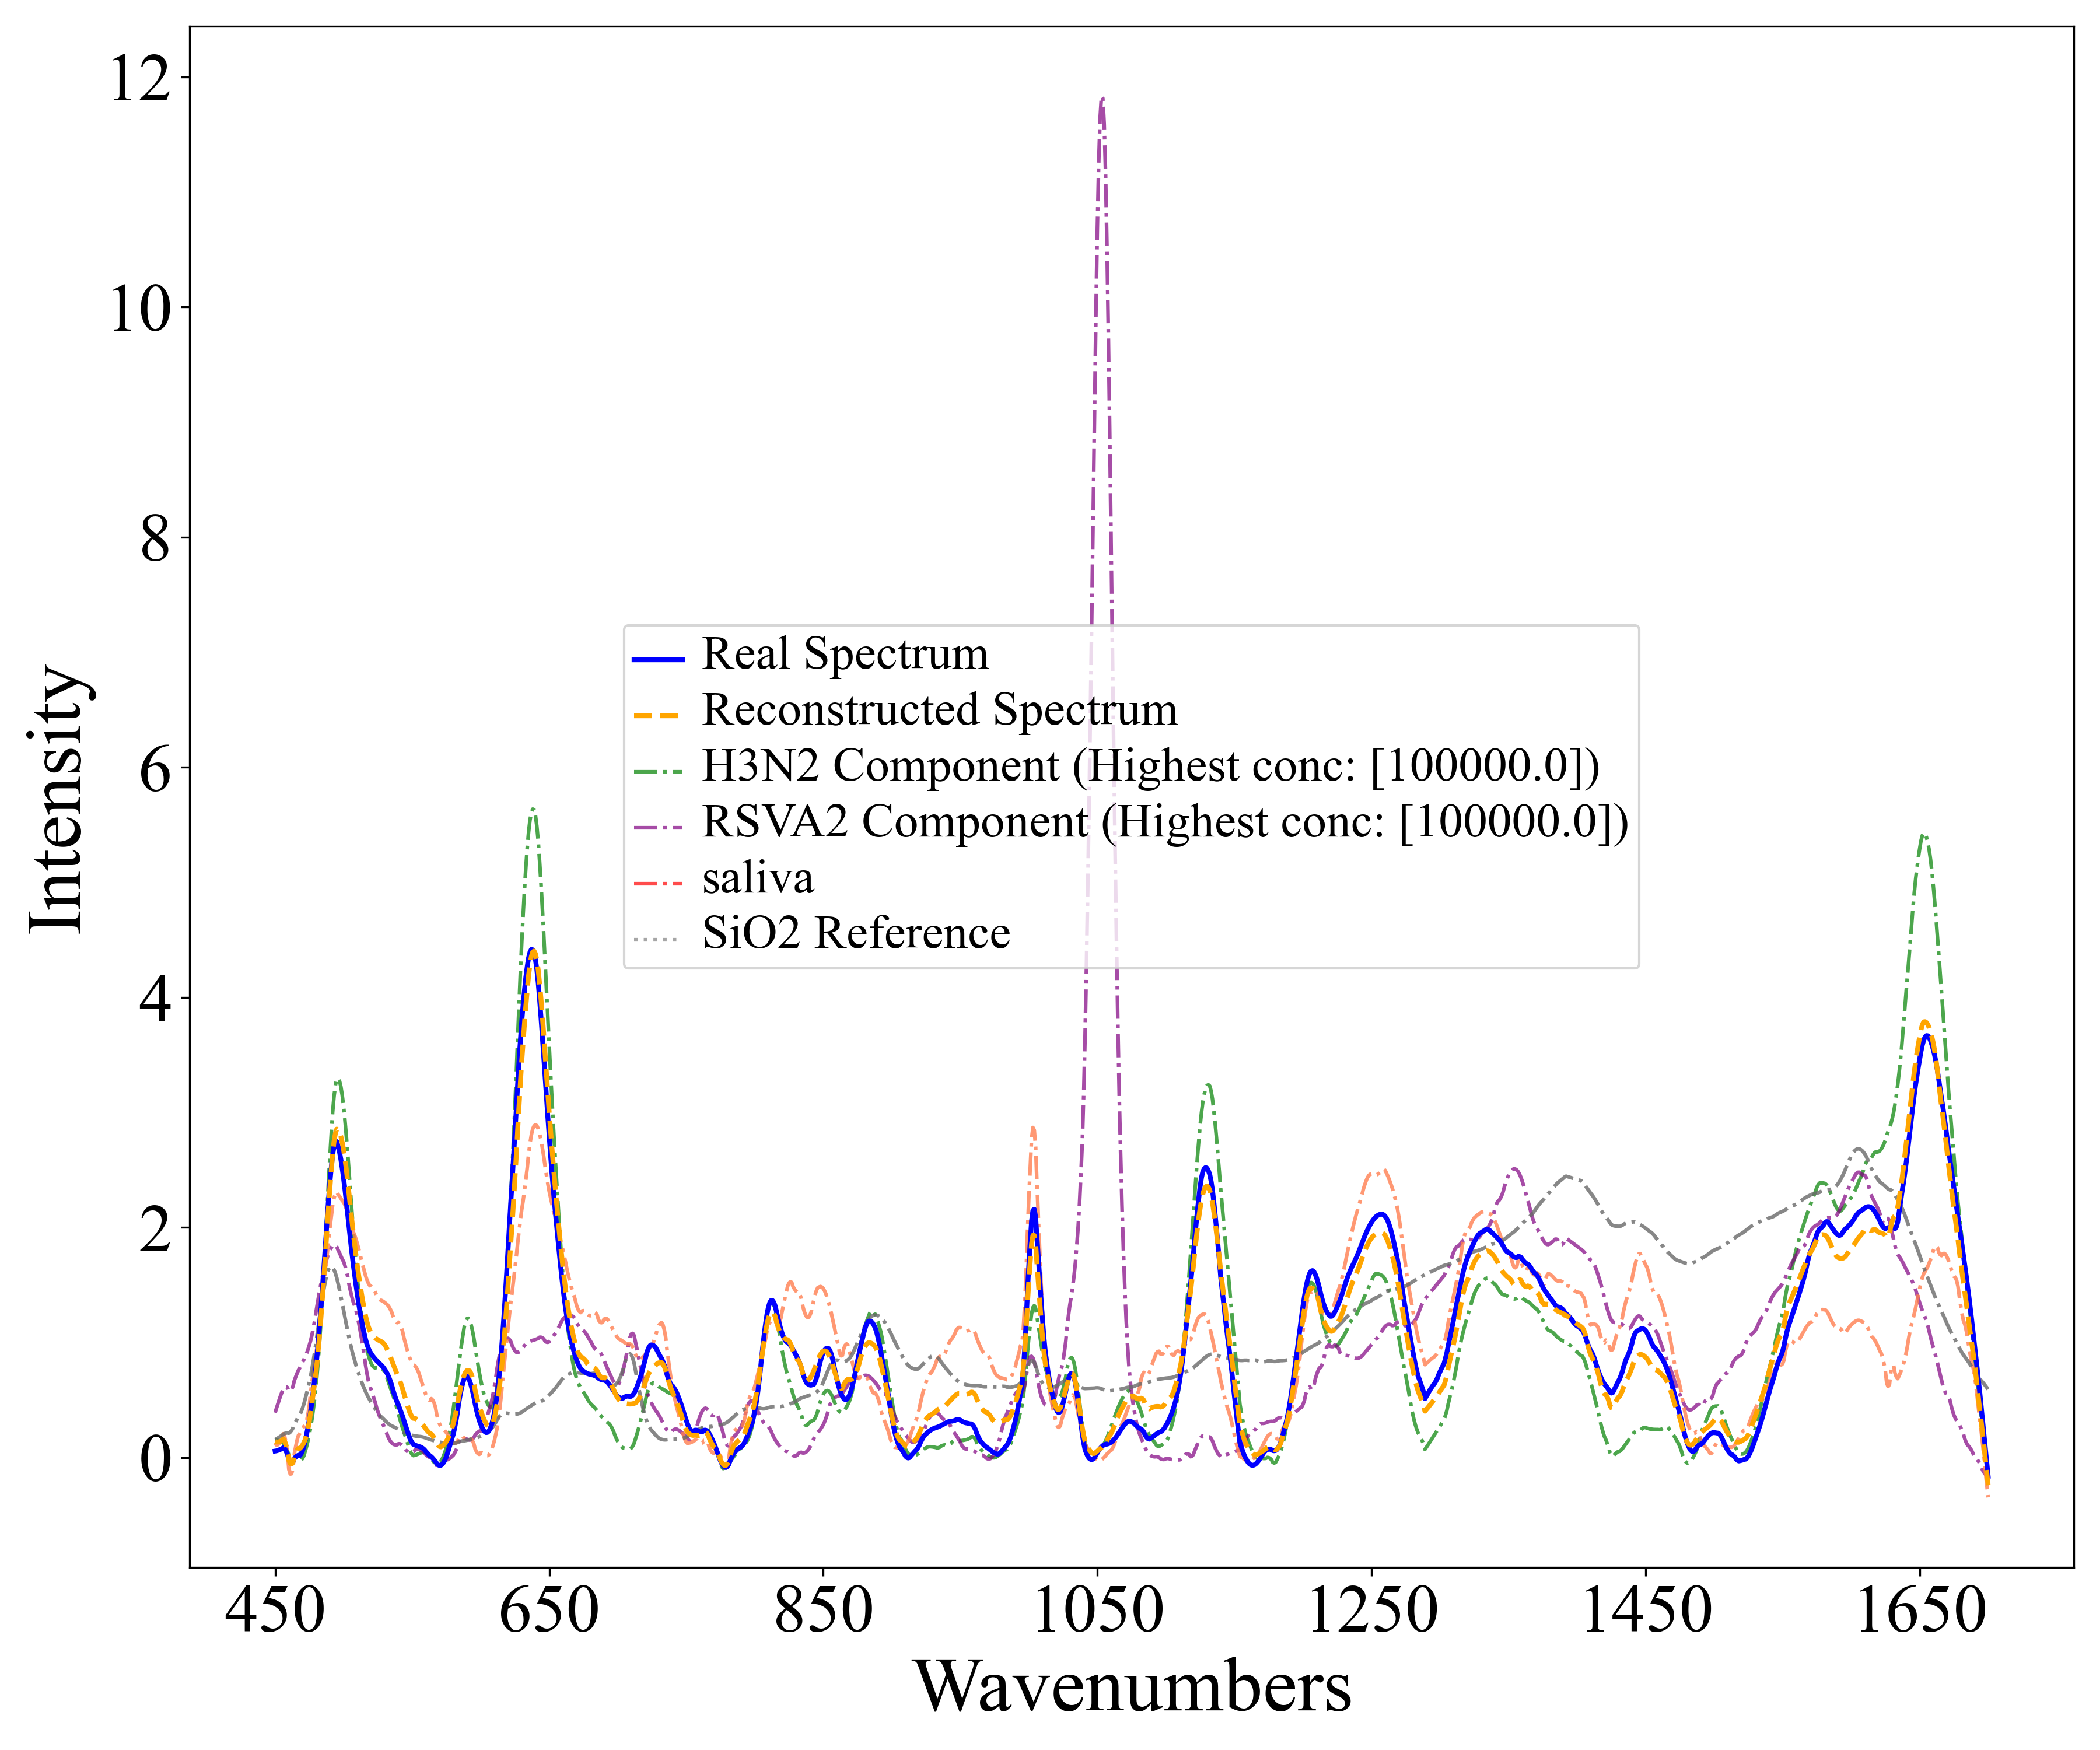 12
10
8
6
4
2
0
Intensity
Real Spectrum
Reconstructed Spectrum
H3N2 Component (Highest conc: [100000.0])
RSVA2 Component (Highest conc: [100000.0])
saliva
SiO2 Reference
450 650 850 1050 1250 1450 1650
Wavenumbers